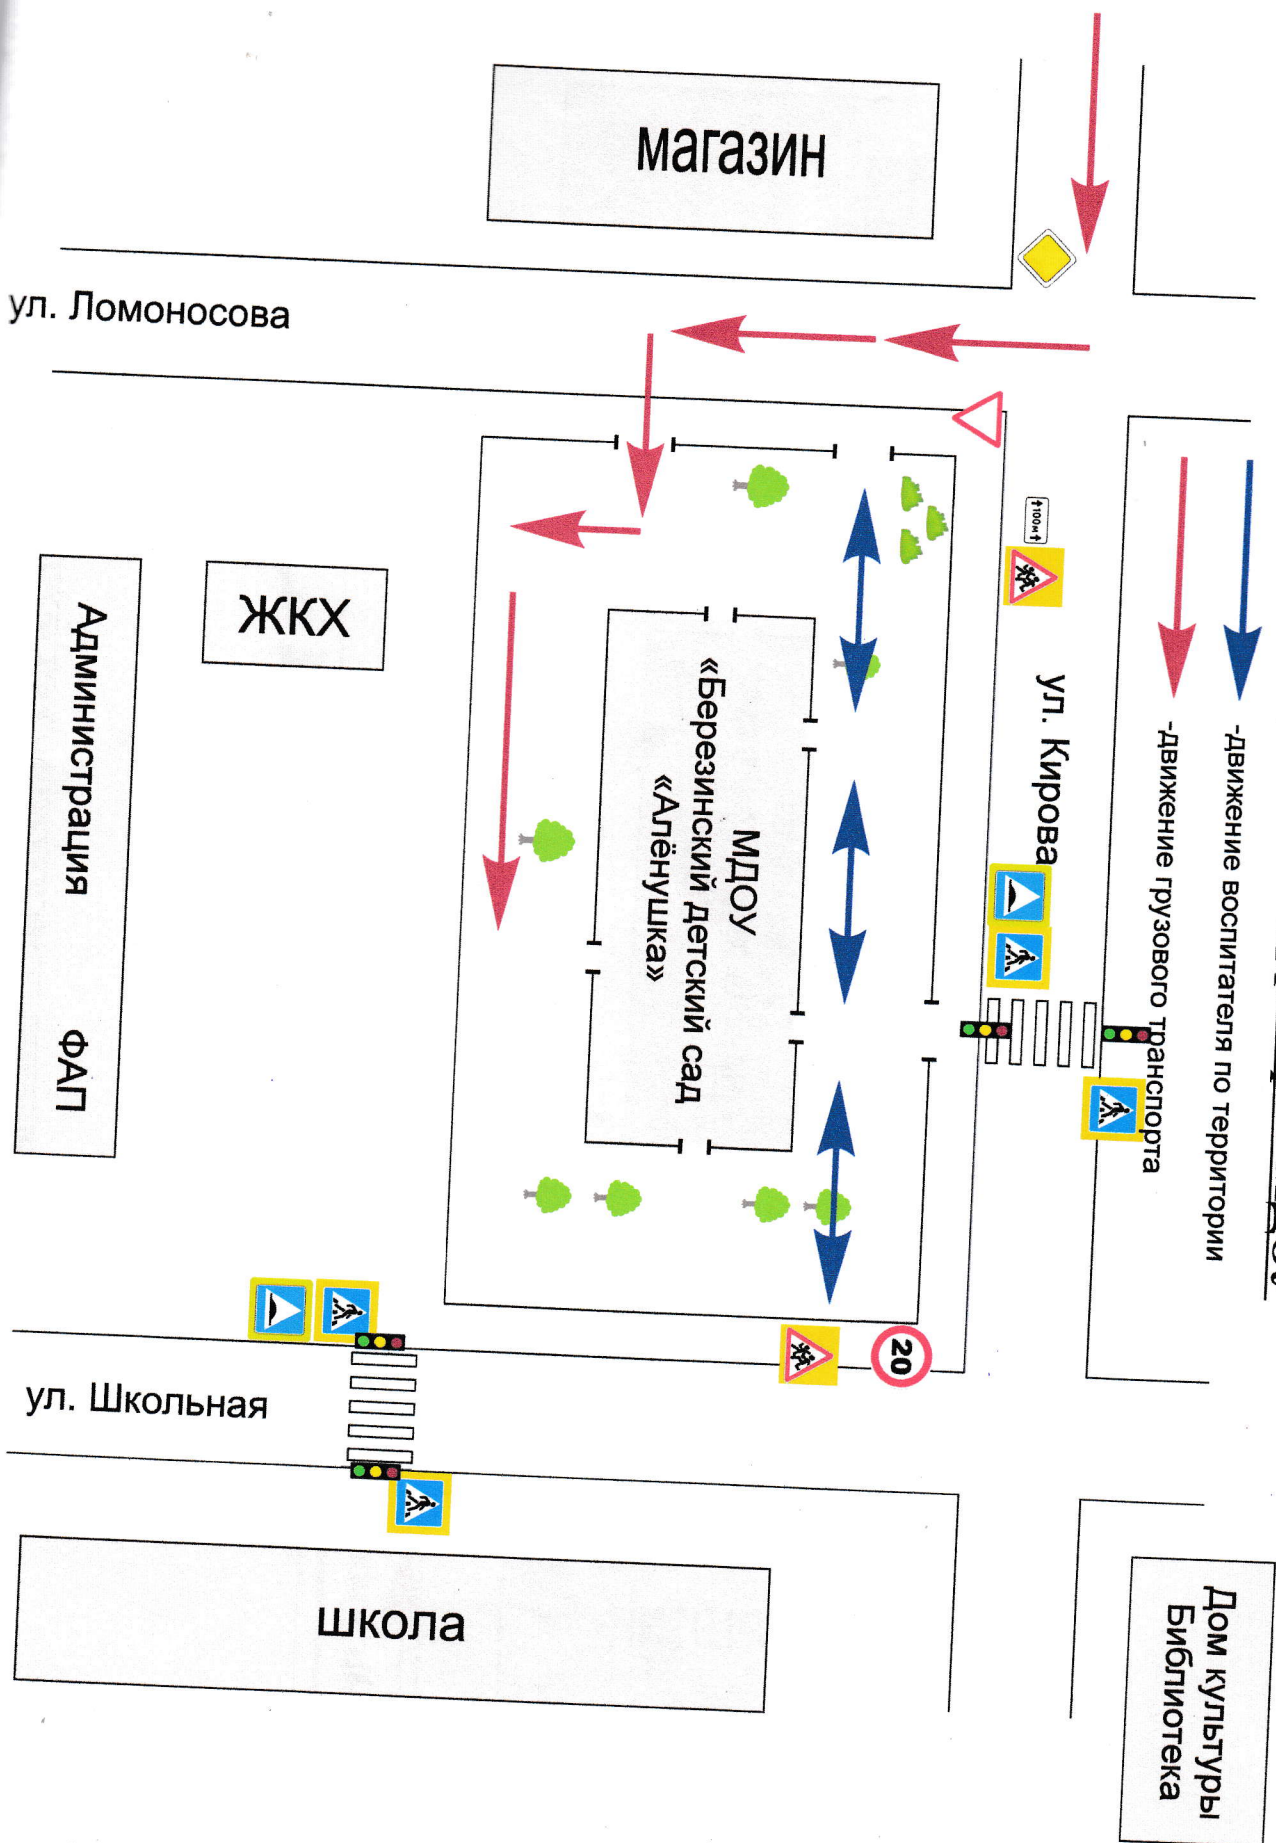 -движение воспитателя по территории
-движение грузового транспорта
магазин
ул. Ломоносова
↑100м↑
ул. Кирова
ЖКХ
Администрация
ФАП
МДОУ
«Березинский детский сад
«Алёнушка»
20
ул. Школьная
школа
Дом культуры
Библиотека